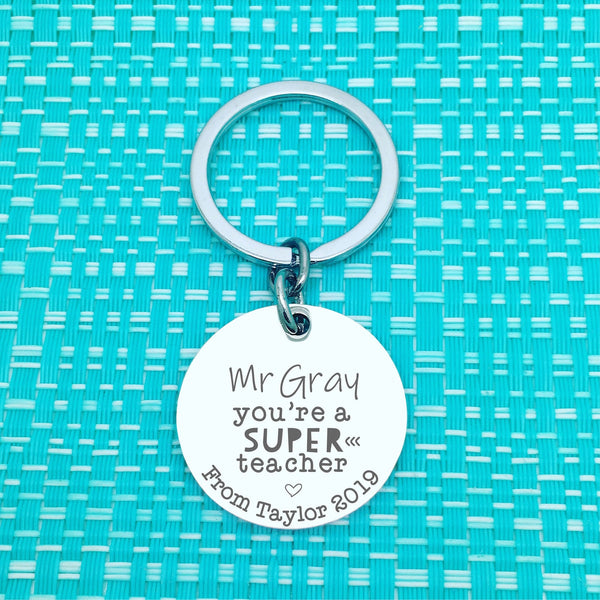 Mr Gray
you're a
SUPER
teacher
From Taylor 2019